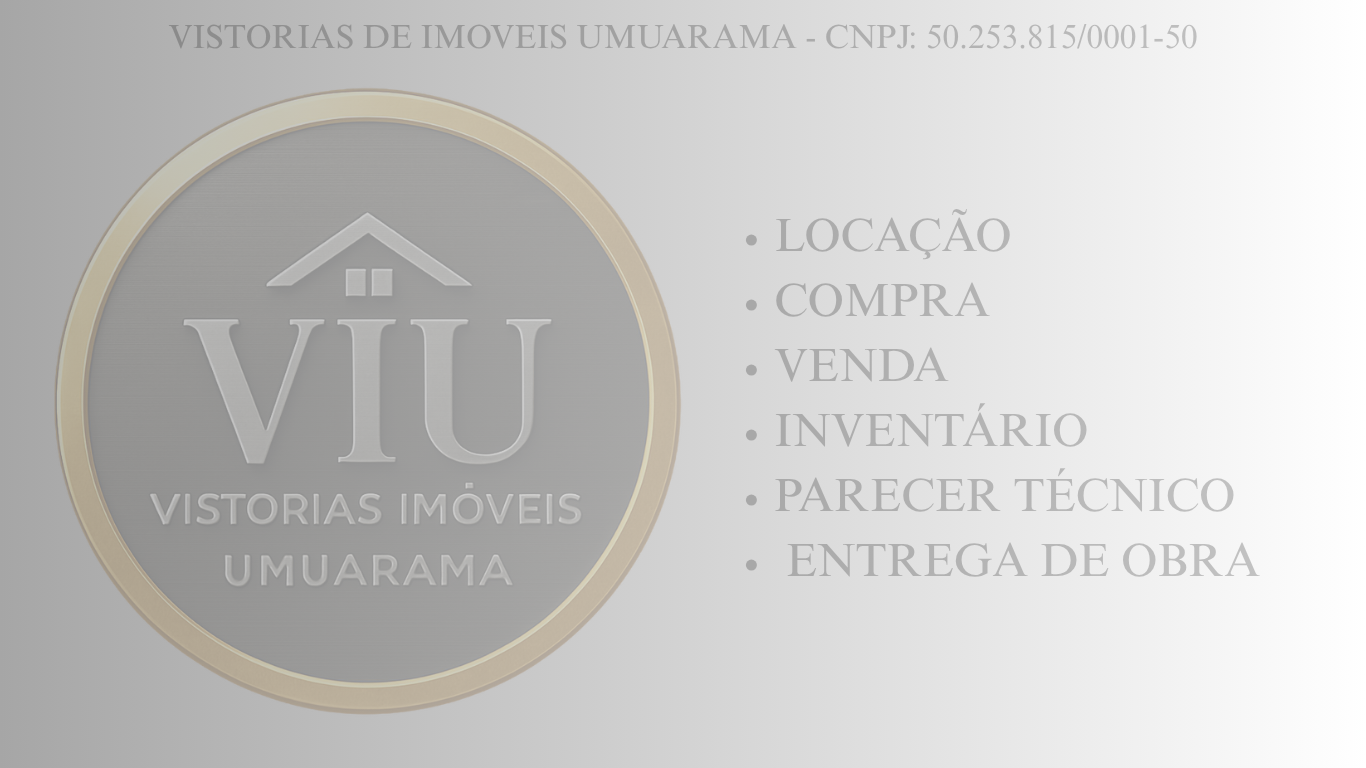 VISTORIAS DE IMOVEIS UMUARAMA - CNPJ: 50.253.815/0001-50
VIU
VISTORIAS IMÓVEIS
UMUARAMA
• LOCAÇÃO
• COMPRA
• VENDA
• INVENTÁRIO
• PARECER TÉCNICO
• ENTREGA DE OBRA